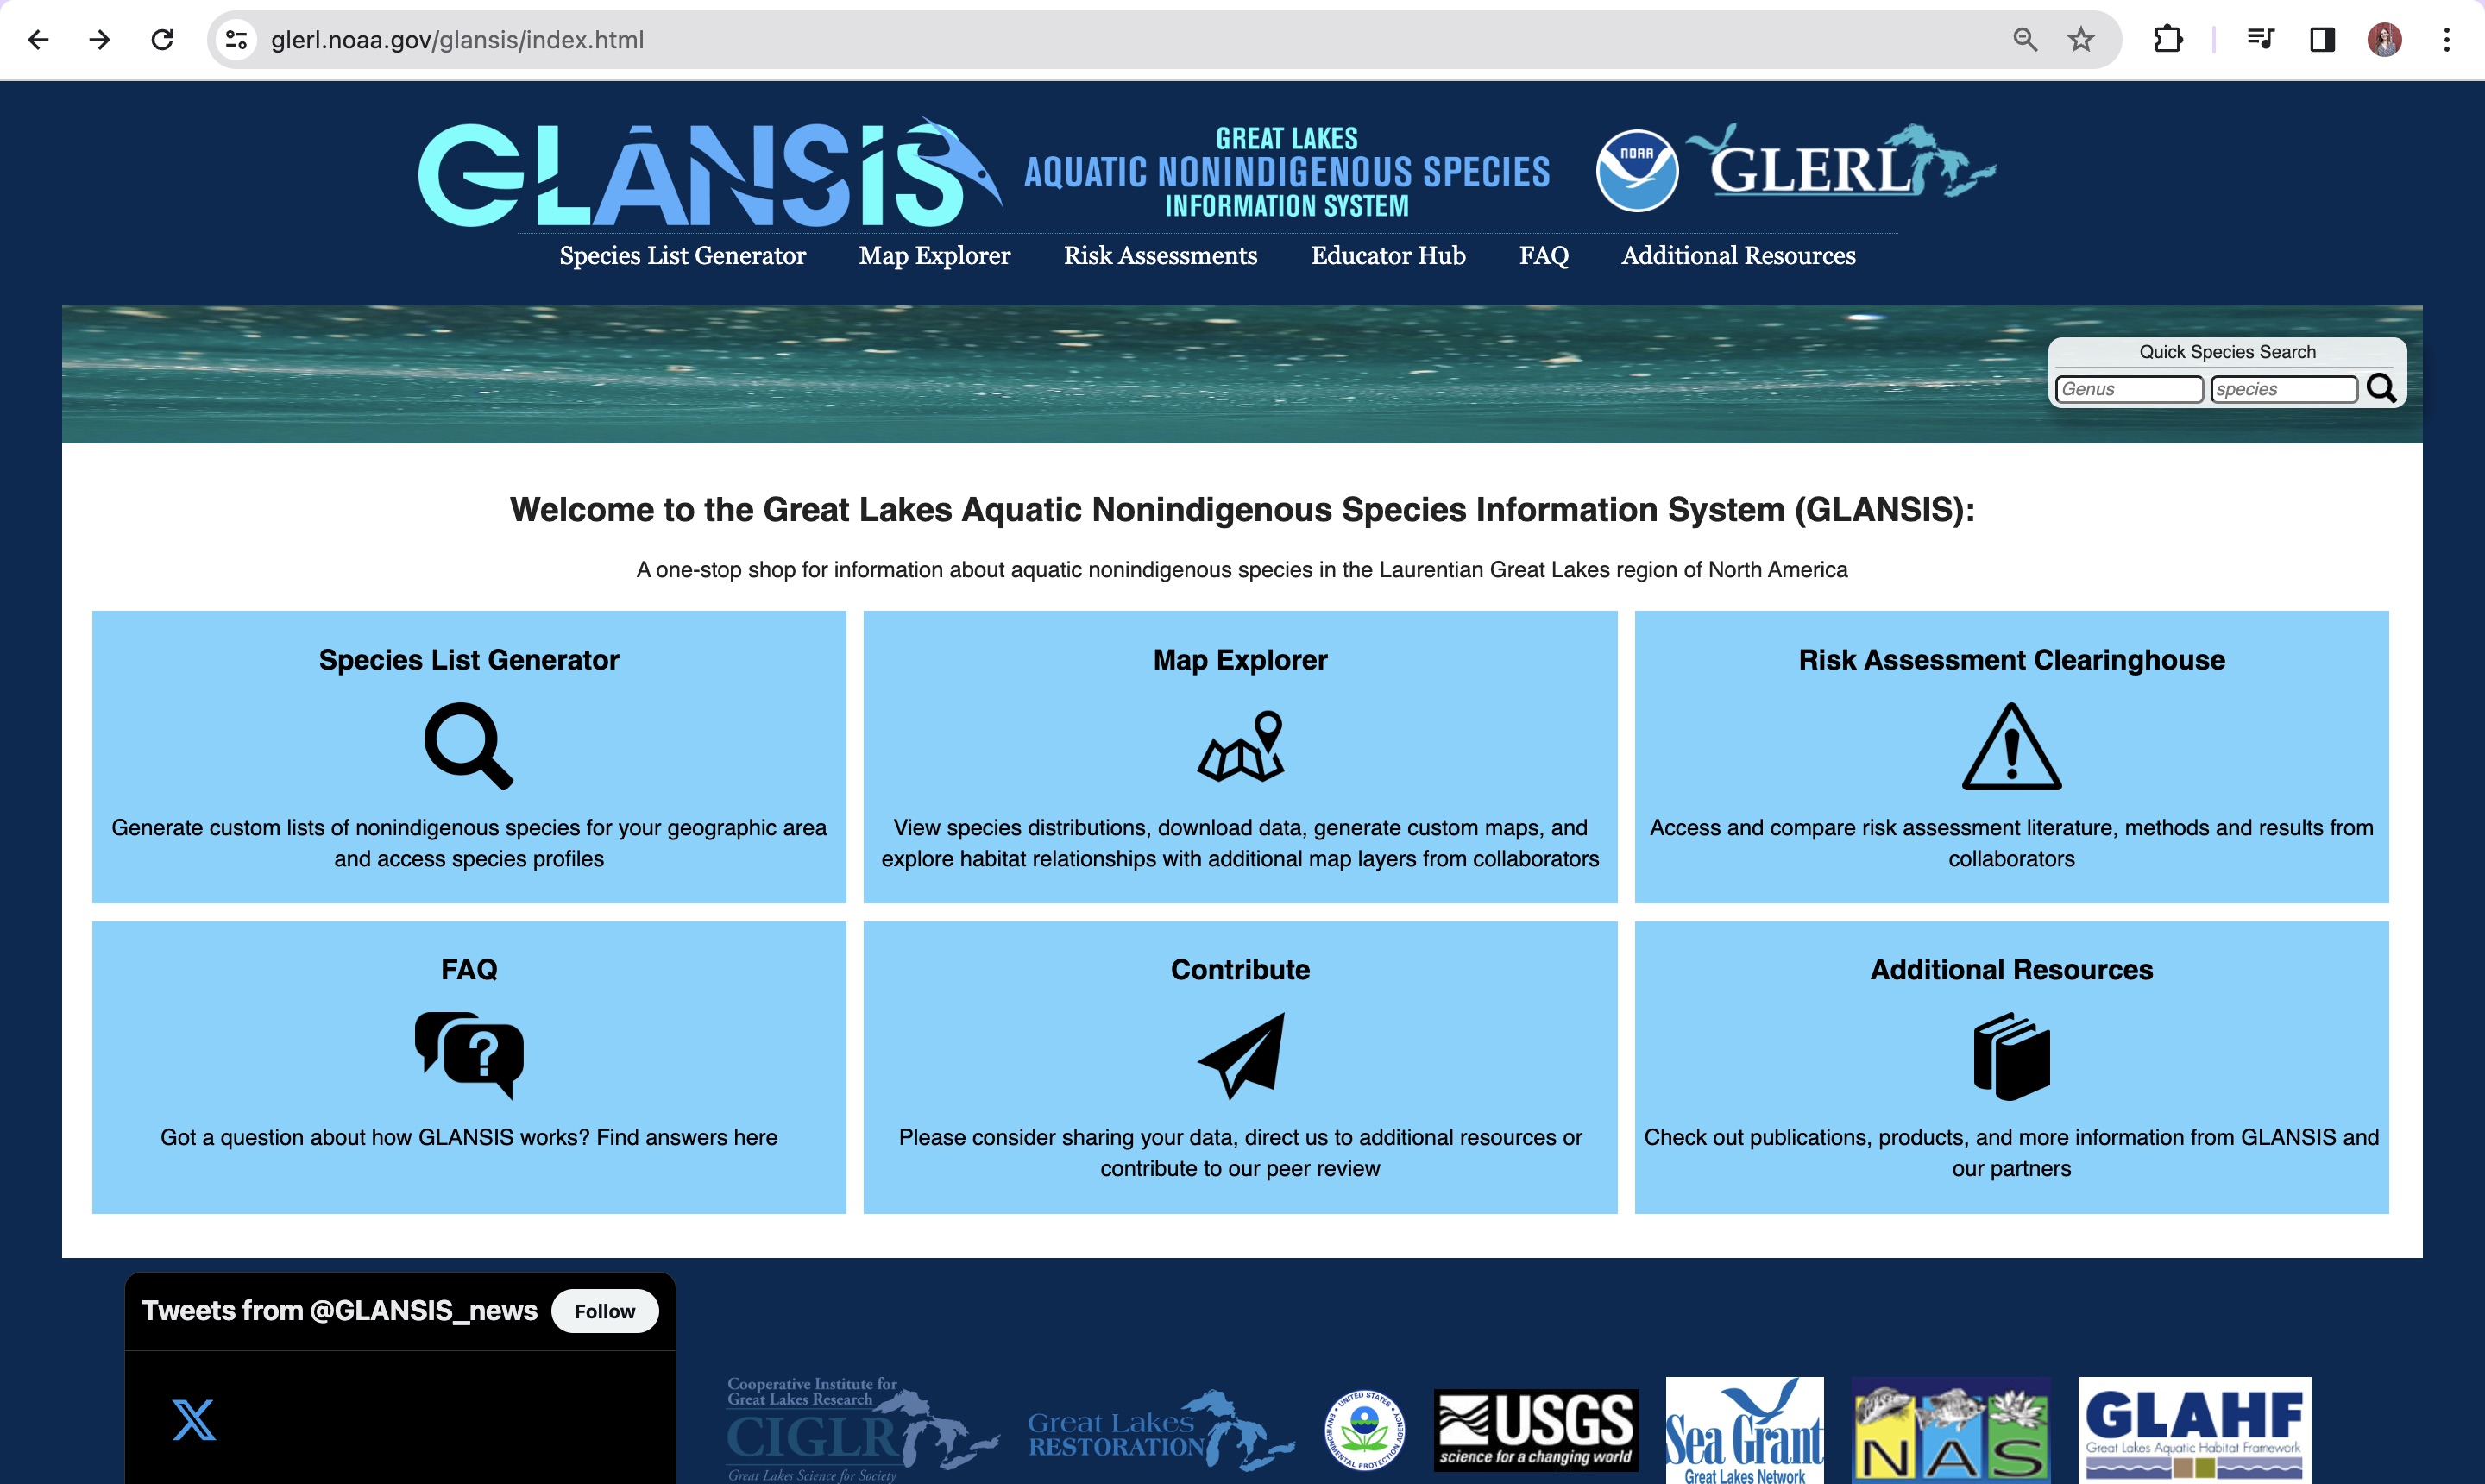 glerl.noaa.gov/glansis/index.html
GLANSIS
GREAT LAKES
AQUATIC NONINDIGENOUS SPECIES
INFORMATION SYSTEM
NOAA
GLERL
Species List Generator Map Explorer Risk Assessments Educator Hub FAQ Additional Resources
Quick Species Search
Genus species
Welcome to the Great Lakes Aquatic Nonindigenous Species Information System (GLANSIS):
A one-stop shop for information about aquatic nonindigenous species in the Laurentian Great Lakes region of North America
Species List Generator
Generate custom lists of nonindigenous species for your geographic area
and access species profiles
Map Explorer
View species distributions, download data, generate custom maps, and
explore habitat relationships with additional map layers from collaborators
Risk Assessment Clearinghouse
Access and compare risk assessment literature, methods and results from
collaborators
FAQ
?
Got a question about how GLANSIS works? Find answers here
Contribute
Please consider sharing your data, direct us to additional resources or
contribute to our peer review
Additional Resources
Check out publications, products, and more information from GLANSIS and
our partners
Tweets from @GLANSIS_news Follow
X
Cooperative Institute for
Great Lakes Research
CIGLR
Great Lakes Science for Society
Great Lakes
RESTORATION
UNITED STATES
ENVIRONMENTAL PROTECTION AGENCY
USGS
science for a changing world
Sea Grant
Great Lakes Network
NAS
GLAHF
Great Lakes Aquatic Habitat Framework